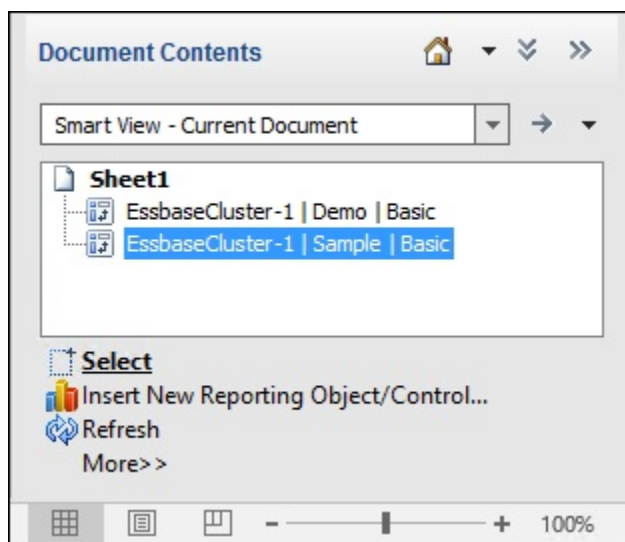 Document Contents
Smart View - Current Document
Sheet1
EssbaseCluster-1 | Demo | Basic
EssbaseCluster-1 | Sample | Basic
Select
Insert New Reporting Object/Control...
Refresh
More>>
100%